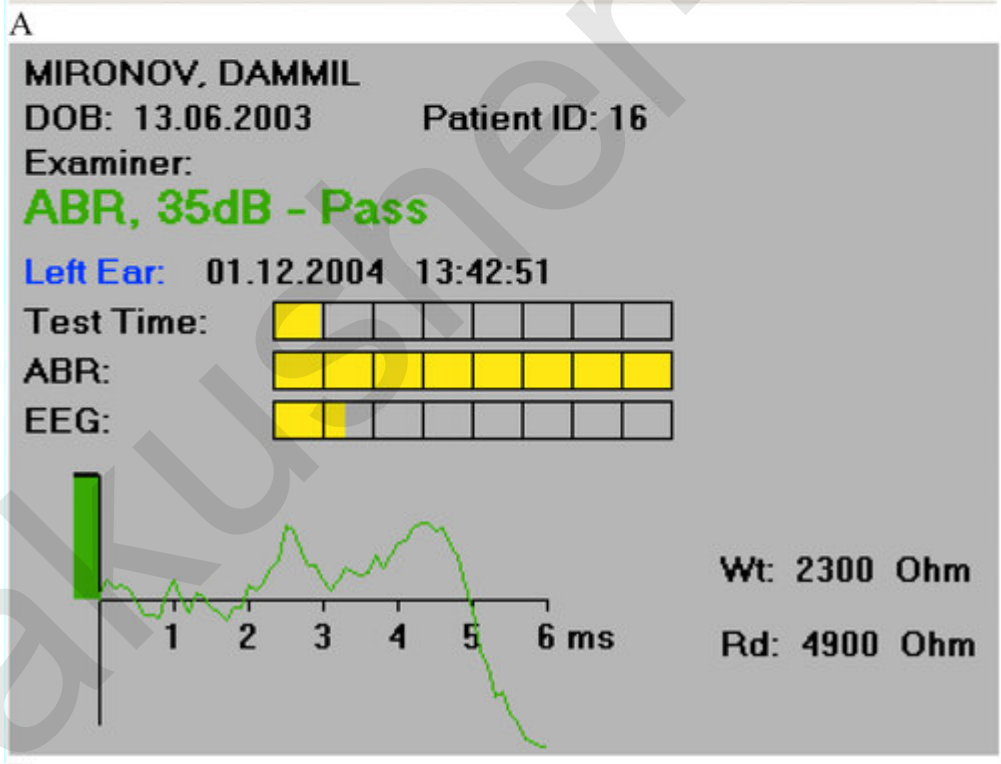 A
MIRONOV, DAMMIL
DOB: 13.06.2003 Patient ID: 16
Examiner:
ABR, 35dB - Pass
Left Ear: 01.12.2004 13:42:51
Test Time:
ABR:
EEG:
Wt: 2300 Ohm
1 2 3 4 5 6 ms
Rd: 4900 Ohm
akusher